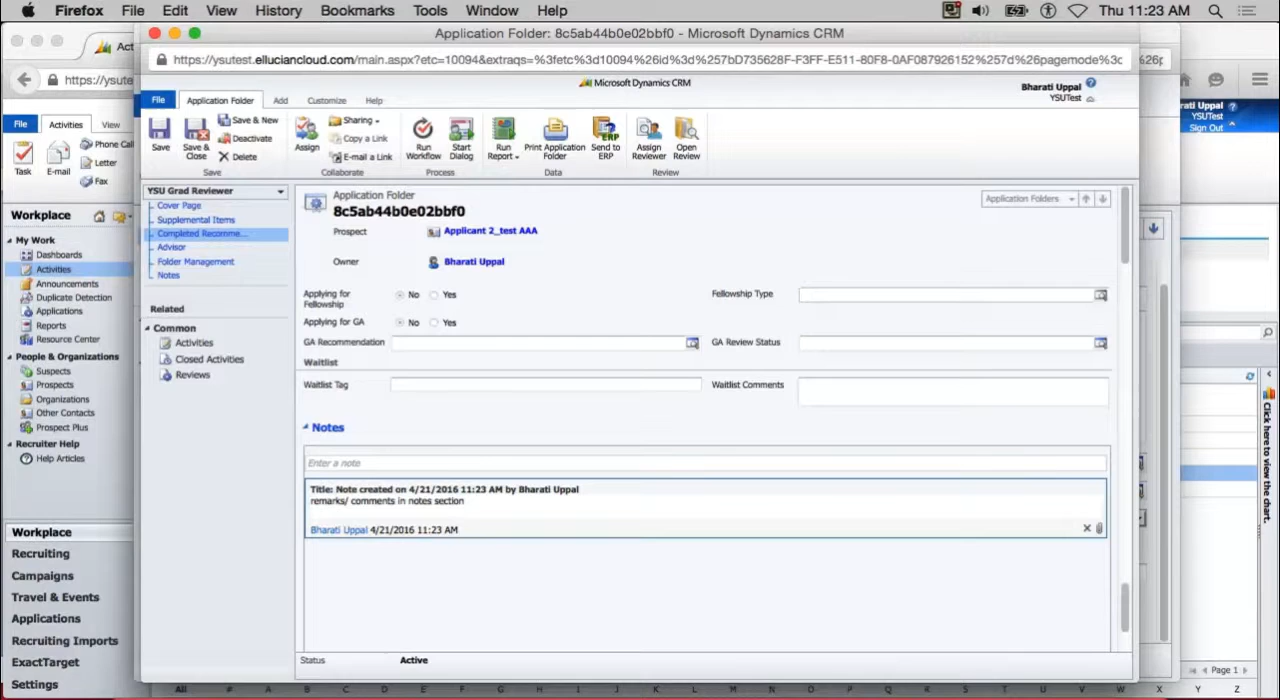 Firefox File Edit View History Bookmarks Tools Window Help Thu 11:23 AM
Application Folder: 8c5ab44b0e02bbf0 - Microsoft Dynamics CRM
Act
https://ysutest.elluciancloud.com/main.aspx?etc=10094&extraqs=%3fetc%3d10094%26id%3d%257bD735628F-F3FF-E511-80F8-0AF087926152%257d%26pagemode%3c
https://ysute
%26p
Microsoft Dynamics CRM
Bharati Uppal
YSUTest
rati Uppal
YSUTest
Sign Out
File Application Folder Add Customize Help
File Activities View
Save
Save & Close
Save & New
Deactivate
Delete
Save
Assign
Sharing
Copy a Link
E-mail a Link
Collaborate
Run Workflow
Start Dialog
Process
Run Report
Print Application Folder
Send to ERP
Data
Assign Reviewer
Open Review
Review
Task
E-mail
Phone Call
Letter
Fax
Workplace
My Work
Dashboards
Activities
Announcements
Duplicate Detection
Applications
Reports
Resource Center
People & Organizations
Suspects
Prospects
Organizations
Other Contacts
Prospect Plus
Recruiter Help
Help Articles
Workplace
Recruiting
Campaigns
Travel & Events
Applications
Recruiting Imports
ExactTarget
Settings
YSU Grad Reviewer
Cover Page
Supplemental Items
Completed Recomme...
Advisor
Folder Management
Notes
Related
Common
Activities
Closed Activities
Reviews
Application Folder
8c5ab44b0e02bbf0
Application Folders
Prospect Applicant 2_test AAA
Owner Bharati Uppal
Applying for Fellowship No Yes
Fellowship Type
Applying for GA No Yes
GA Recommendation
GA Review Status
Waitlist
Waitlist Tag
Waitlist Comments
Notes
Enter a note
Title: Note created on 4/21/2016 11:23 AM by Bharati Uppal
remarks/ comments in notes section
Bharati Uppal 4/21/2016 11:23 AM
Status Active
Click here to view the chart.
Page 1
All # A B C D E F G H I J K L M N O P Q R S T U V W X Y Z